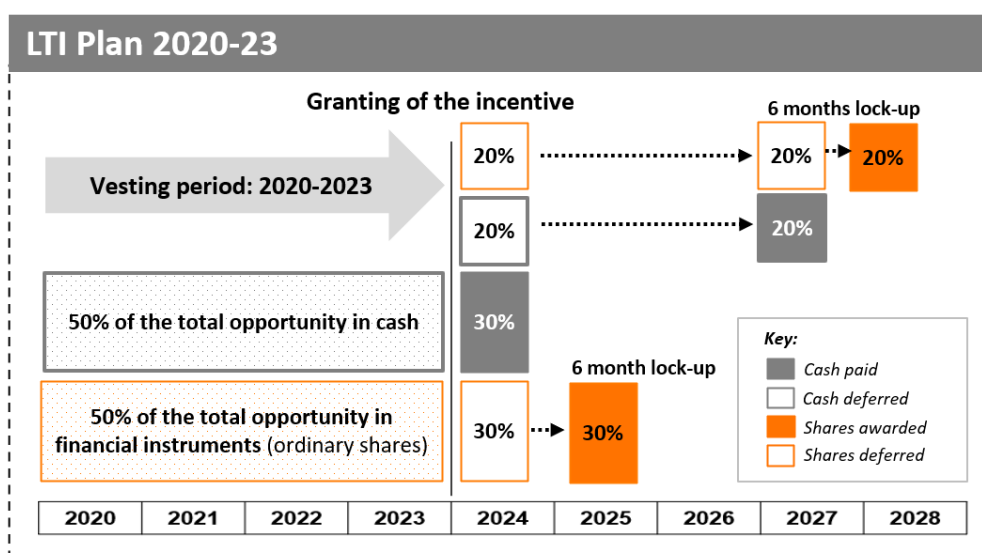 LTI Plan 2020-23
Granting of the incentive
6 months lock-up
Vesting period: 2020-2023
20%
20%
20%
20%
20%
50% of the total opportunity in cash
30%
6 month lock-up
50% of the total opportunity in
financial instruments (ordinary shares)
30%
30%
Key:
Cash paid
Cash deferred
Shares awarded
Shares deferred
2020 2021 2022 2023 2024 2025 2026 2027 2028